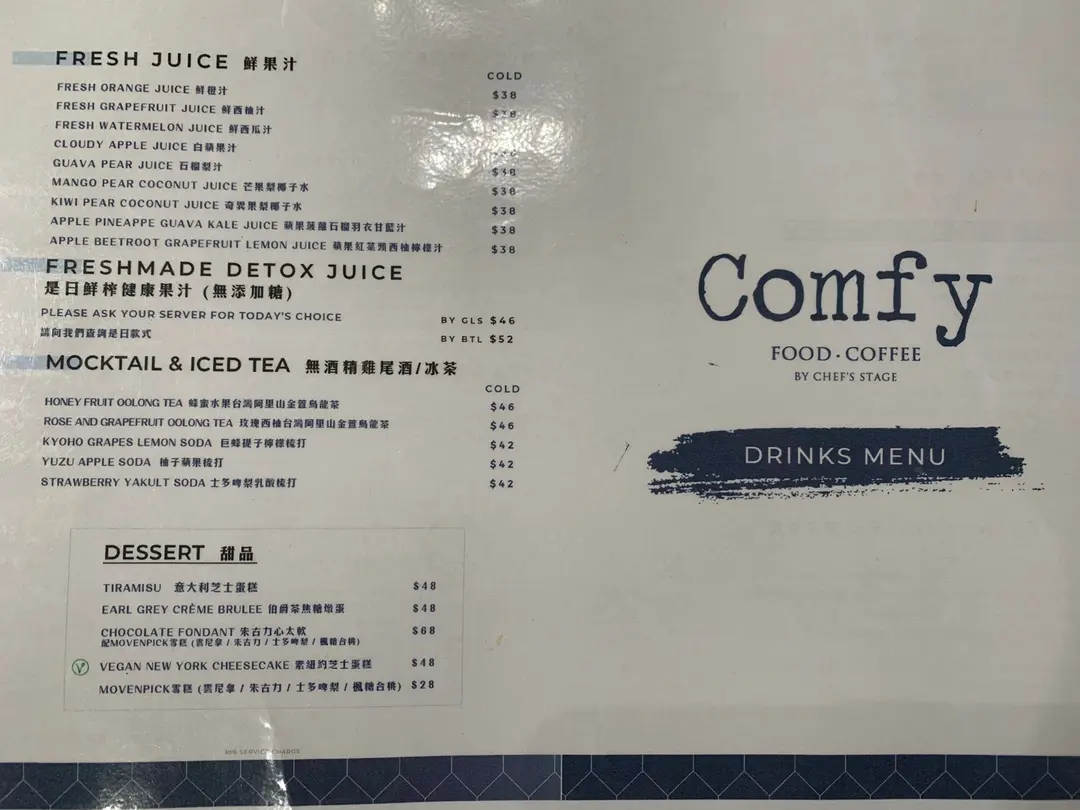 FRESH JUICE 鮮果汁
COLD
FRESH ORANGE JUICE 鮮橙汁 $38
FRESH GRAPEFRUIT JUICE 鮮西柚汁
FRESH WATERMELON JUICE 鮮西瓜汁
CLOUDY APPLE JUICE 白蘋果汁
GUAVA PEAR JUICE 石榴梨汁 $38
MANGO PEAR COCONUT JUICE 芒果梨椰子水 $38
KIWI PEAR COCONUT JUICE 奇異果梨椰子水 $38
APPLE PINEAPPE GUAVA KALE JUICE 蘋果菠蘿石榴羽衣甘藍汁 $38
APPLE BEETROOT GRAPEFRUIT LEMON JUICE 蘋果紅菜頭西柚檸檬汁 $38
FRESHMADE DETOX JUICE
是日鮮榨健康果汁 (無添加糖)
PLEASE ASK YOUR SERVER FOR TODAY'S CHOICE BY GLS $46
請向我們查詢是日款式 BY BTL $52
MOCKTAIL & ICED TEA 無酒精雞尾酒/冰茶
COLD
HONEY FRUIT OOLONG TEA 蜂蜜水果台灣阿里山金萱烏龍茶 $46
ROSE AND GRAPEFRUIT OOLONG TEA 玫瑰西柚台灣阿里山金萱烏龍茶 $46
KYOHO GRAPES LEMON SODA 巨蜂提子檸檬梳打 $42
YUZU APPLE SODA 柚子蘋果梳打 $42
STRAWBERRY YAKULT SODA 士多啤梨乳酸梳打 $42
DESSERT 甜品
TIRAMISU 意大利芝士蛋糕 $48
EARL GREY CRÈME BRULEE 伯爵茶焦糖燉蛋 $48
CHOCOLATE FONDANT 朱古力心太軟 $68
配MOVENPICK雪糕 (雲尼拿 / 朱古力 / 士多啤梨 / 楓糖合桃)
VEGAN NEW YORK CHEESECAKE 素紐約芝士蛋糕 $48
MOVENPICK雪糕 (雲尼拿 / 朱古力 / 士多啤梨 / 楓糖合桃) $28
10% SERVICE CHARGE
Comfy
FOOD · COFFEE
BY CHEF'S STAGE
DRINKS MENU